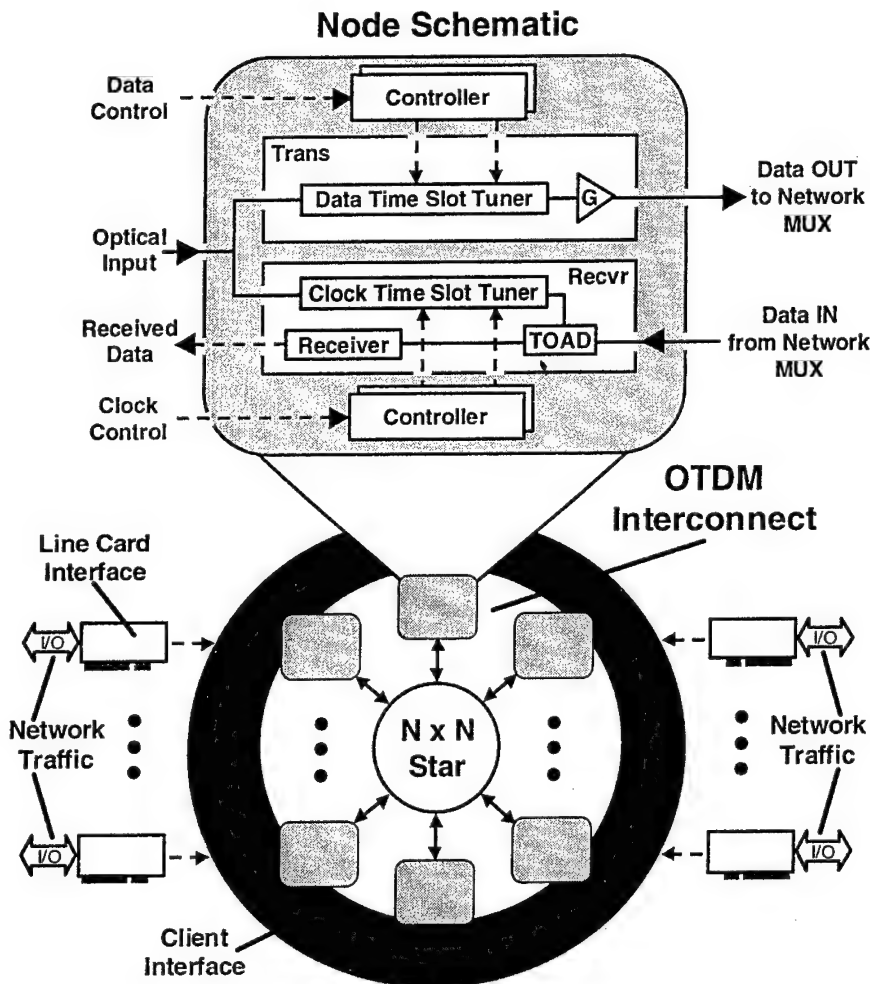 Node Schematic
Data
Control
Controller
Trans
Data Time Slot Tuner
G
Data OUT
to Network
MUX
Optical
Input
Recvr
Clock Time Slot Tuner
Received
Data
Receiver
TOAD
Data IN
from Network
MUX
Clock
Control
Controller
OTDM
Interconnect
Line Card
Interface
I/O
I/O
Network
Traffic
N x N
Star
Network
Traffic
I/O
I/O
Client
Interface